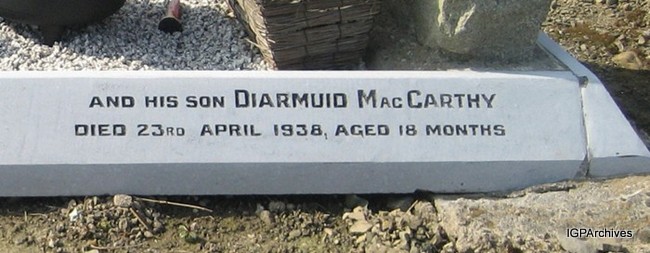 AND HIS SON DIARMUID MACCARTHY
DIED 23RD APRIL 1938, AGED 18 MONTHS
IGPArchives